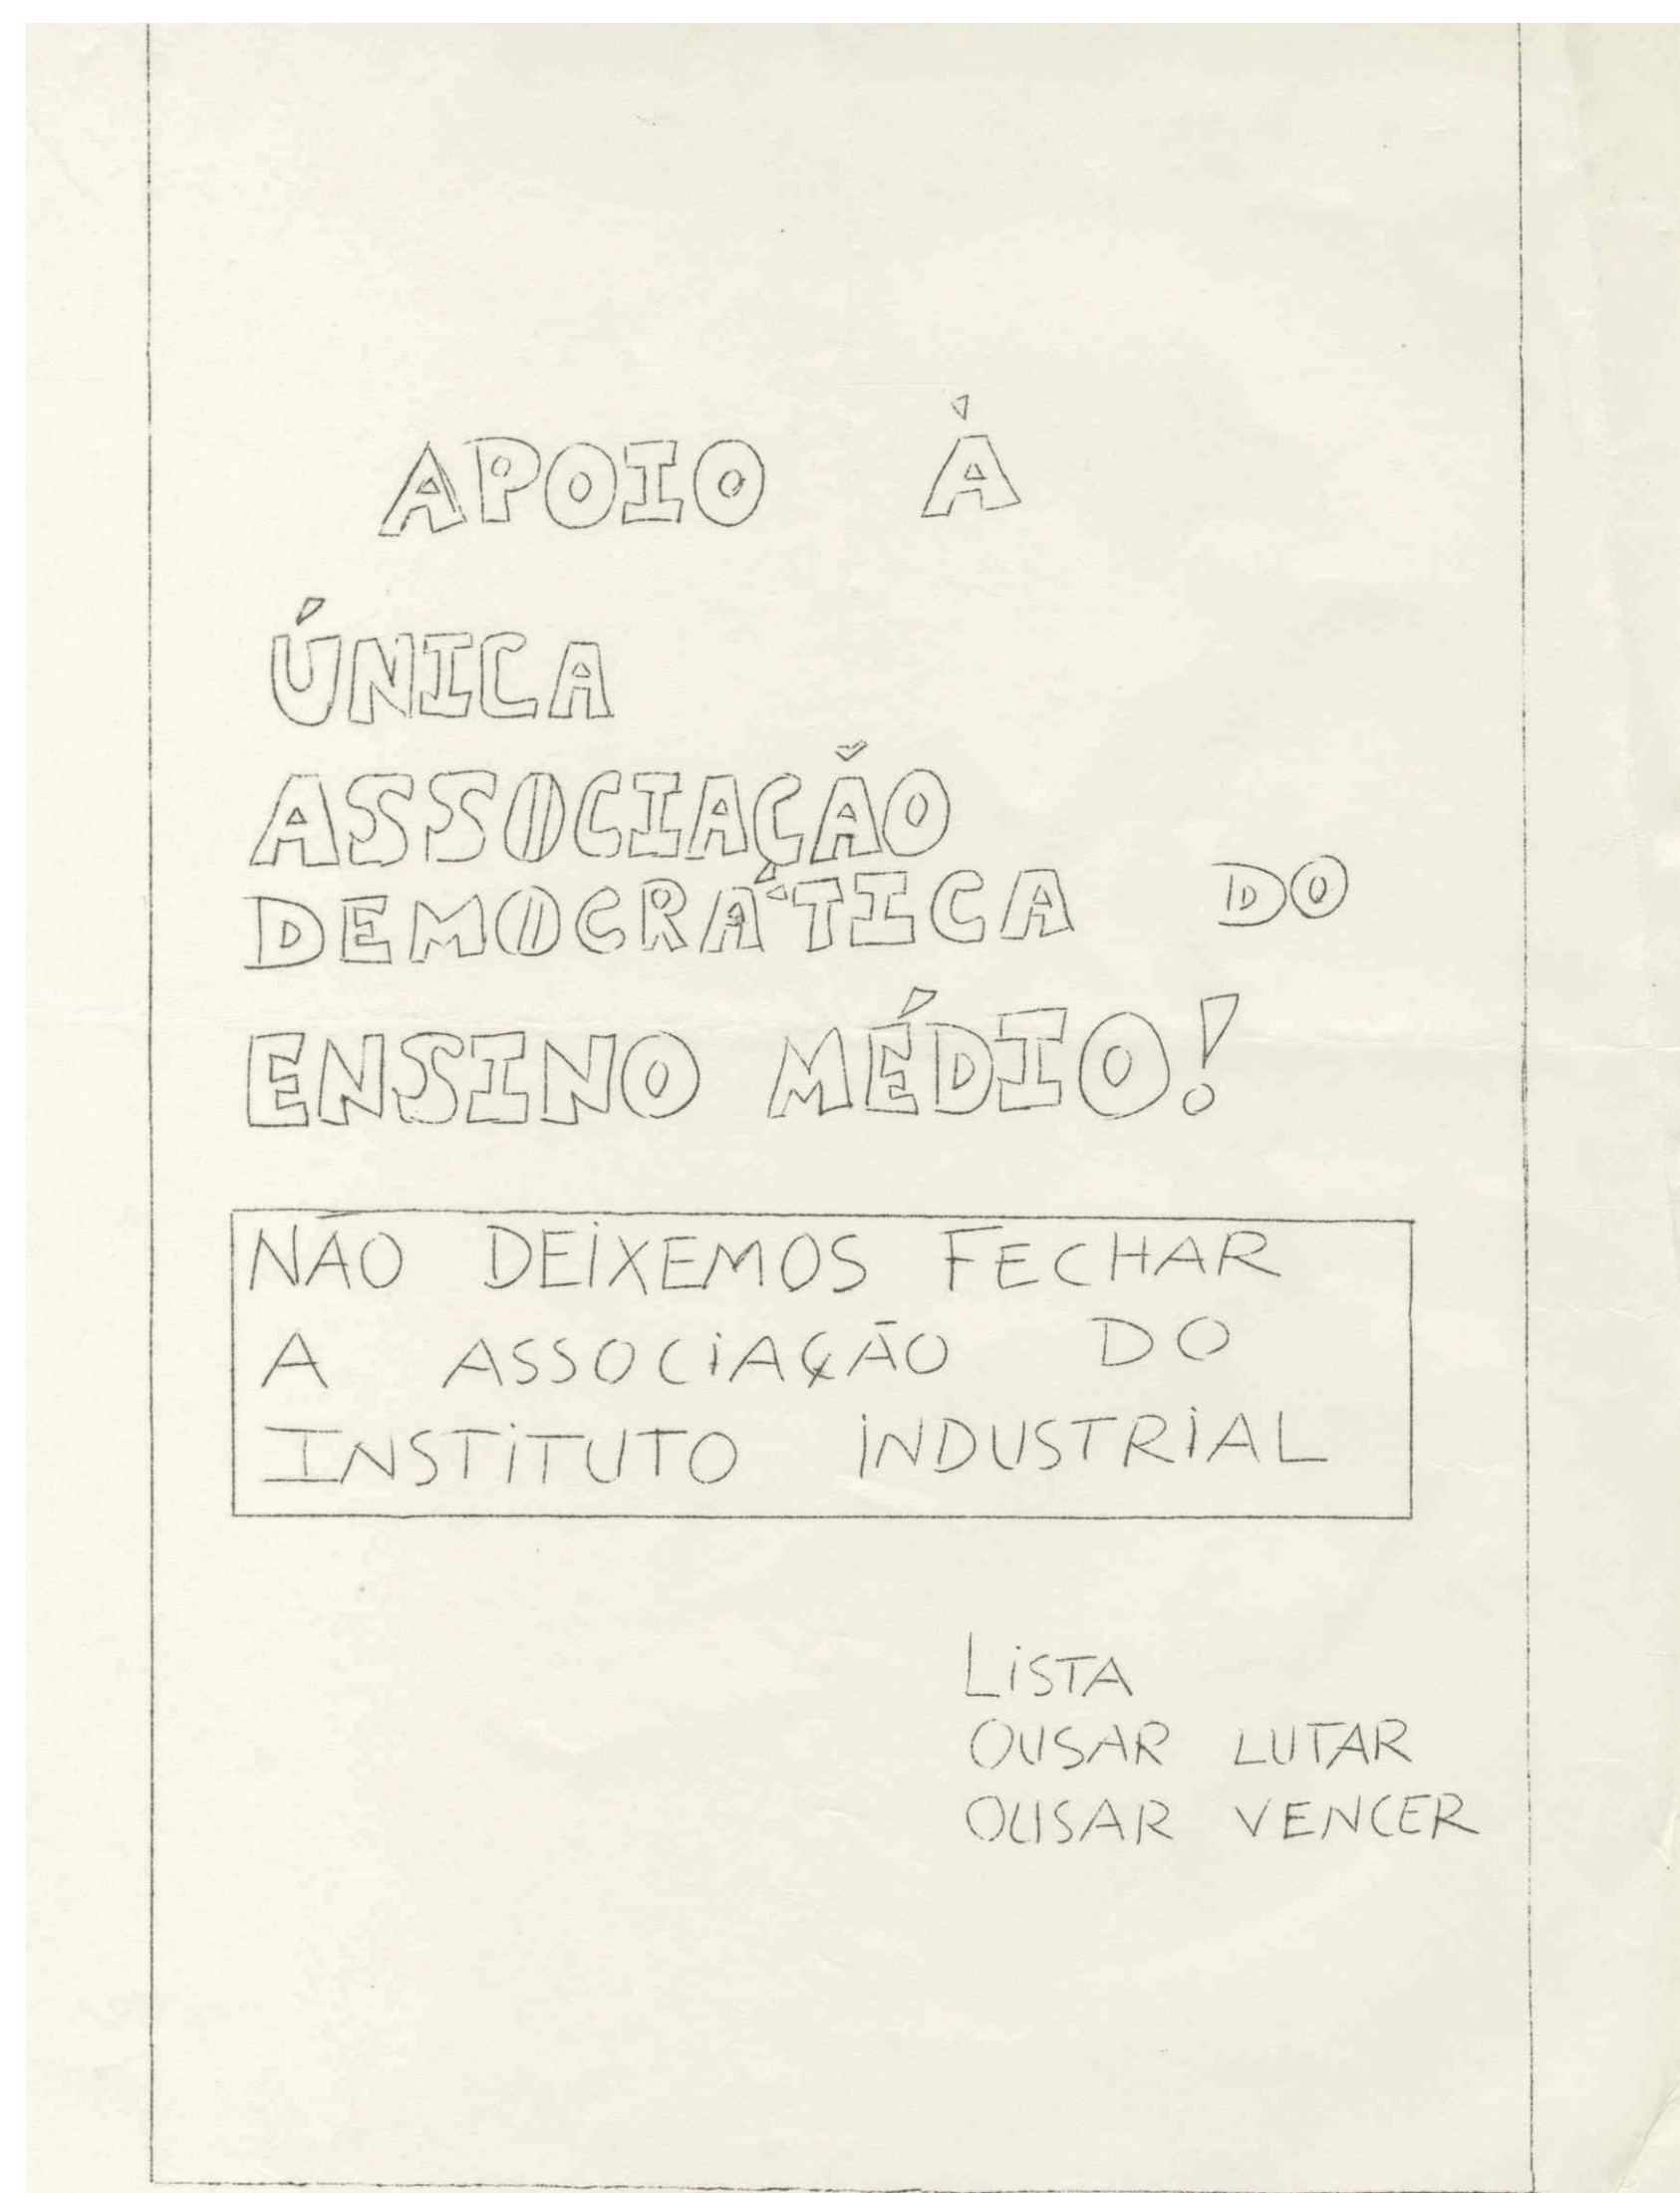 APOIO À
ÚNICA
ASSOCIAÇÃO
DEMOCRÁTICA DO
ENSINO MÉDIO!
NÃO DEIXEMOS FECHAR
A ASSOCIAÇÃO DO
INSTITUTO INDUSTRIAL
LISTA
OUSAR LUTAR
OUSAR VENCER